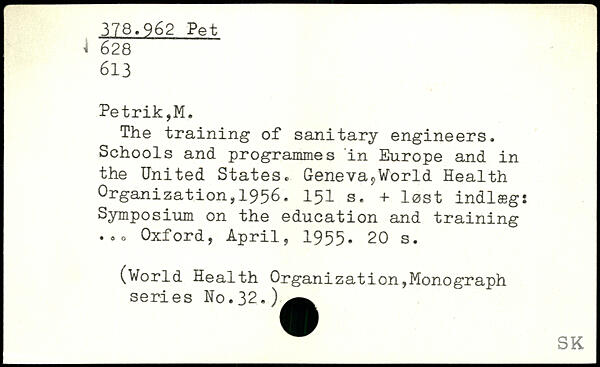 378.962 Pet
628
613
Petrik,M.
The training of sanitary engineers.
Schools and programmes in Europe and in
the United States. Geneva,World Health
Organization,1956. 151 s. + løst indlæg:
Symposium on the education and training
... Oxford, April, 1955. 20 s.
(World Health Organization,Monograph
series No.32.)
SK